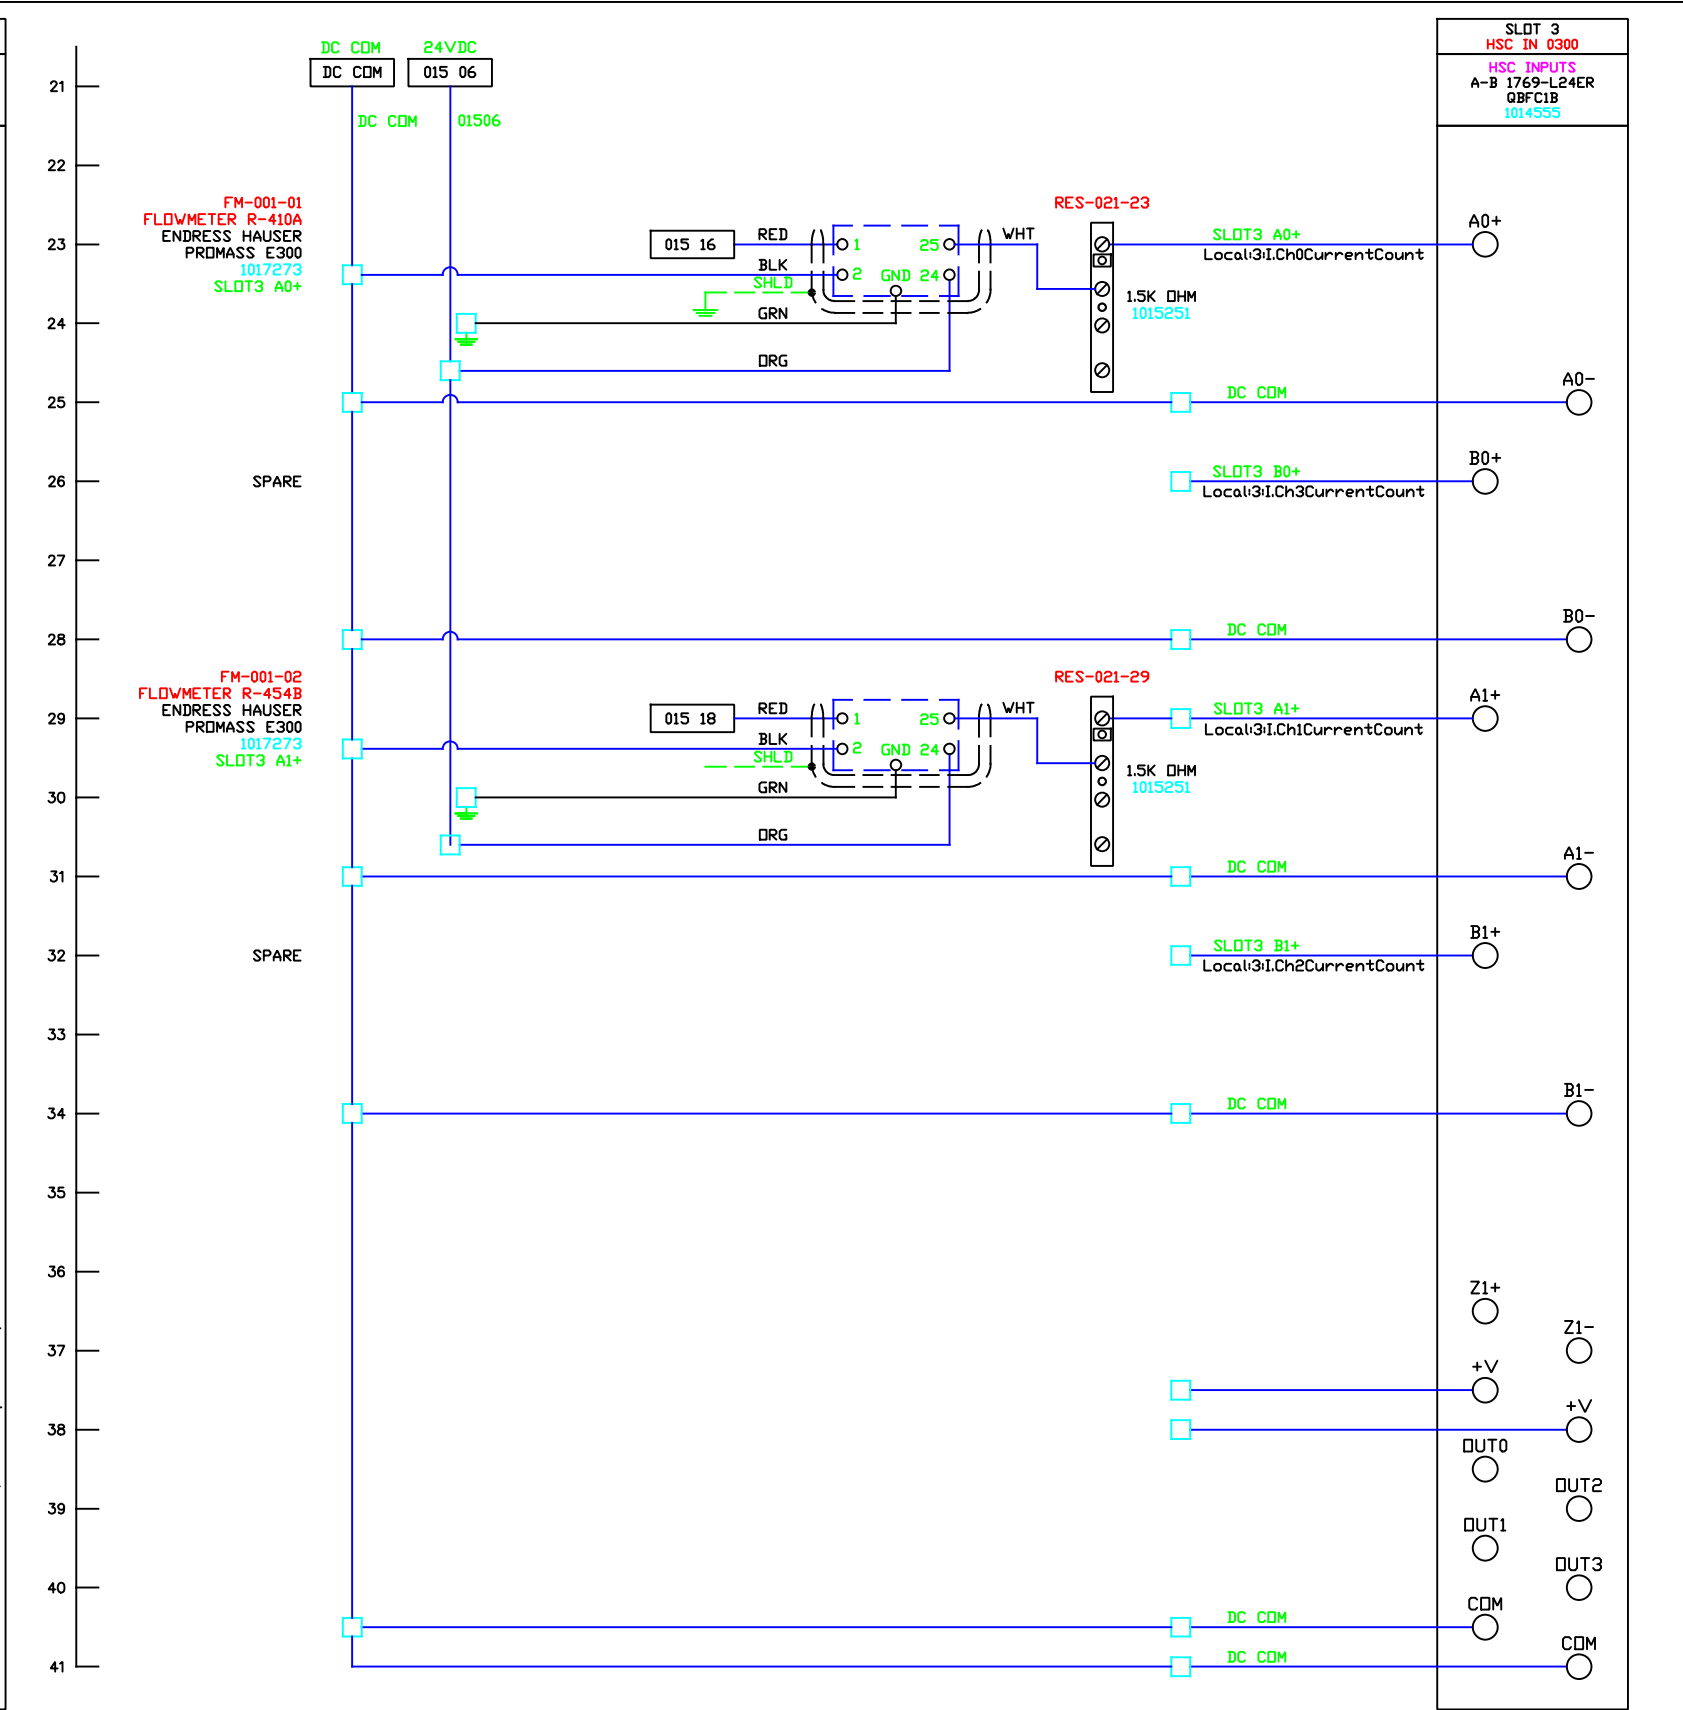 DC COM
24VDC
DC COM
015 06
DC COM
01506
SLOT 3
HSC IN 0300
HSC INPUTS
A-B 1769-L24ER
QBFC1B
1014555
21
22
FM-001-01
FLOWMETER R-410A
ENDRESS HAUSER
PROMASS E300
1017273
SLOT3 A0+
23
015 16
RED
BLK
SHLD
GRN
ORG
1
25
2
GND 24
WHT
RES-021-23
1.5K OHM
1015251
SLOT3 A0+
Local:3:I.Ch0CurrentCount
A0+
24
25
DC COM
A0-
26
SPARE
SLOT3 B0+
Local:3:I.Ch3CurrentCount
B0+
27
28
DC COM
B0-
FM-001-02
FLOWMETER R-454B
ENDRESS HAUSER
PROMASS E300
1017273
SLOT3 A1+
29
015 18
RED
BLK
SHLD
GRN
ORG
1
25
2
GND 24
WHT
RES-021-29
1.5K OHM
1015251
SLOT3 A1+
Local:3:I.Ch1CurrentCount
A1+
30
31
DC COM
A1-
32
SPARE
SLOT3 B1+
Local:3:I.Ch2CurrentCount
B1+
33
34
DC COM
B1-
35
36
Z1+
37
Z1-
+V
38
+V
OUT0
39
OUT2
OUT1
40
OUT3
DC COM
COM
41
DC COM
COM